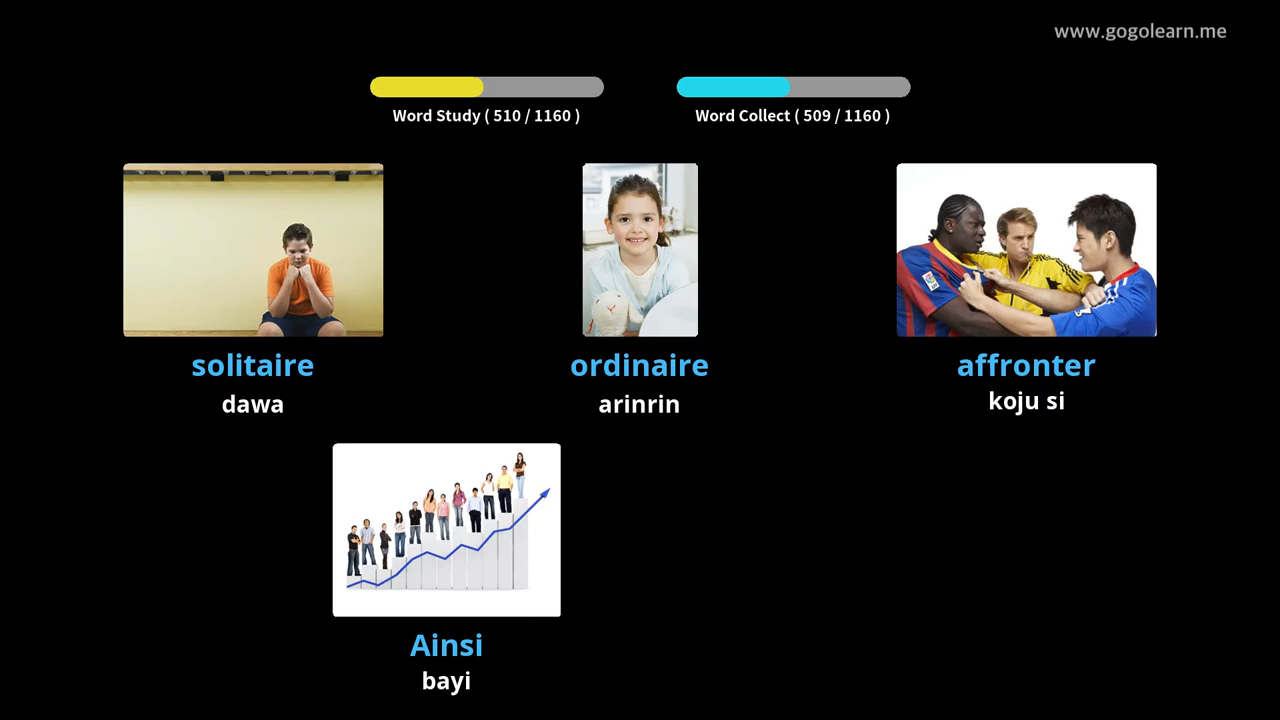 www.gogolearn.me
Word Study ( 510 / 1160 )
Word Collect ( 509 / 1160 )
solitaire
dawa
ordinaire
arinrin
affronter
koju si
Ainsi
bayi